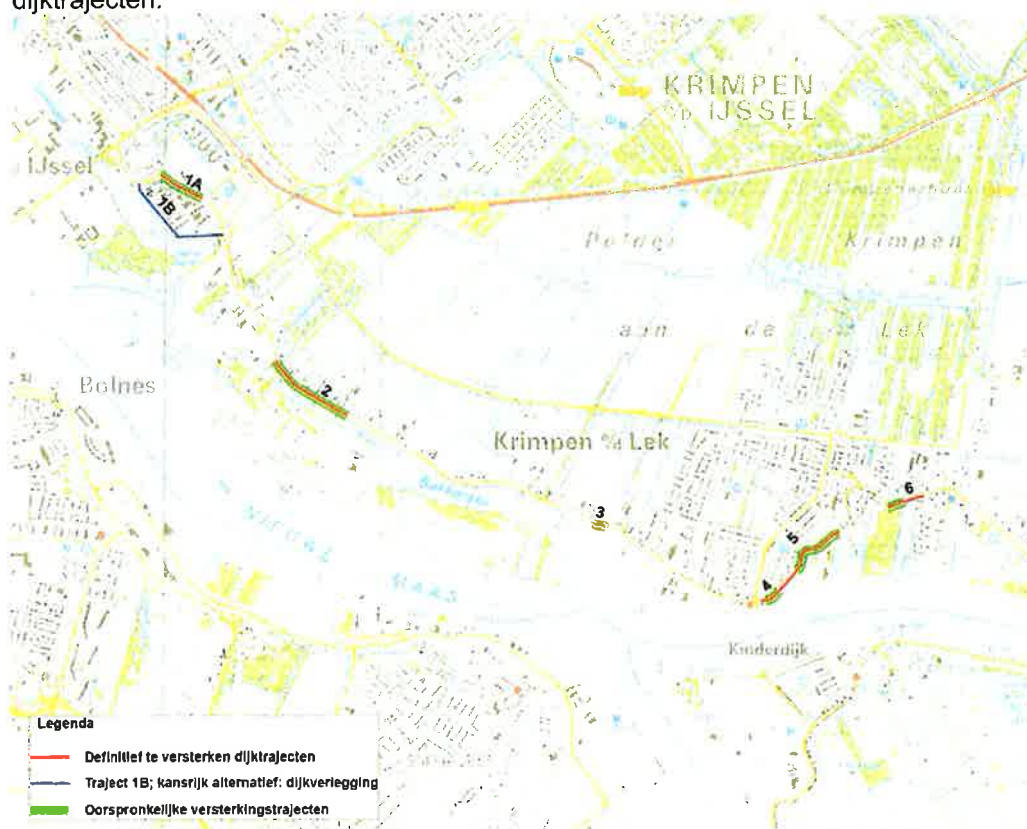 dijktrajecten:
KRIMPEN
IJSSEL
IJssel
1A
1B
Krimpen
aan de Lek
Bolnes
2
Krimpen a/d Lek
3
6
5
4
Kinderdijk
Legenda
Definitief te versterken dijktrajecten
Traject 1B; kansrijk alternatief: dijkverlegging
Oorspronkelijke versterkingstrajecten